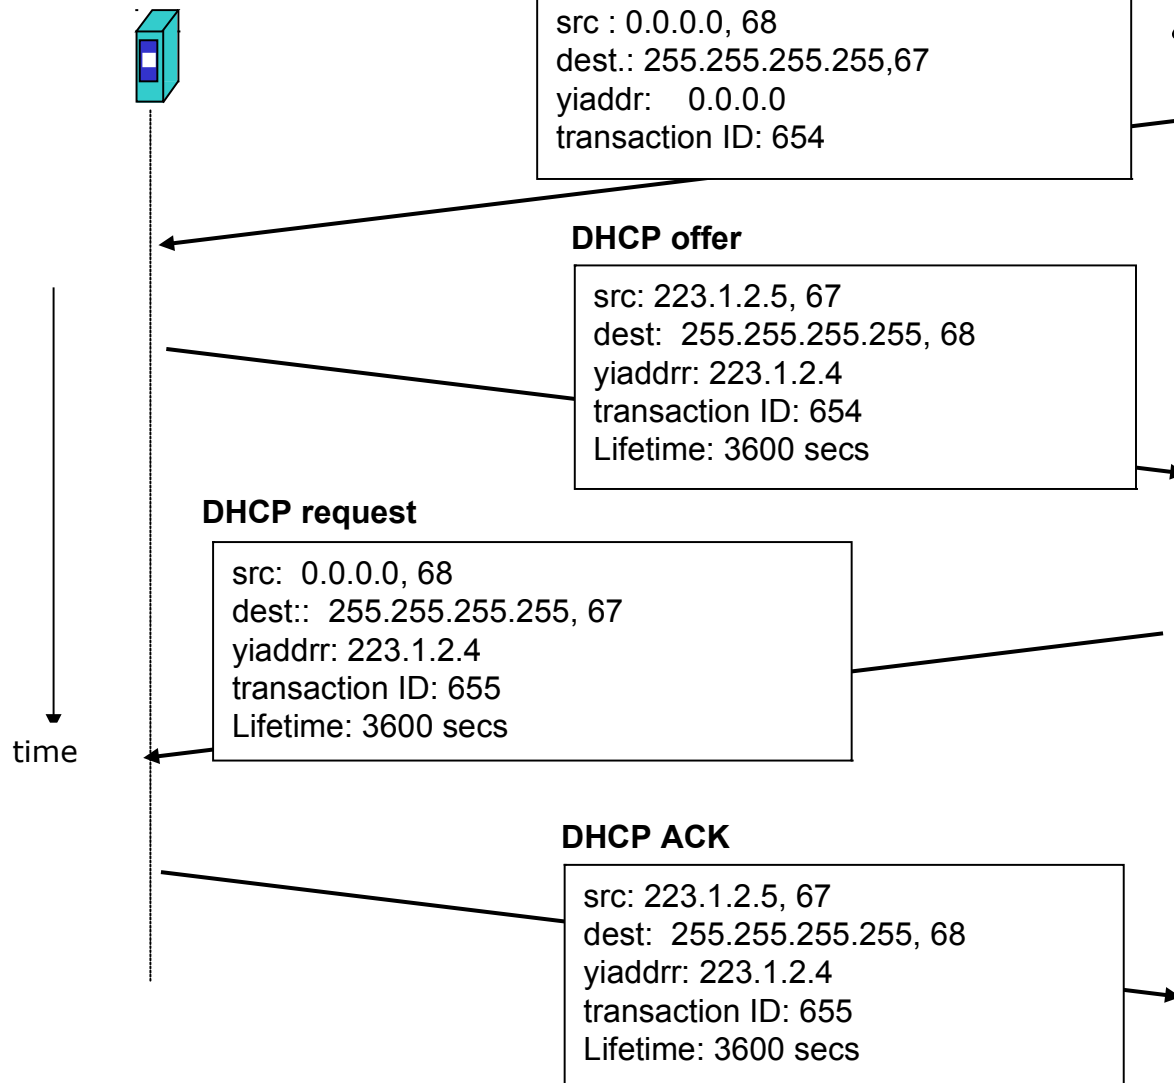 src : 0.0.0.0, 68
dest.: 255.255.255.255,67
yiaddr: 0.0.0.0
transaction ID: 654
DHCP offer
src: 223.1.2.5, 67
dest: 255.255.255.255, 68
yiaddrr: 223.1.2.4
transaction ID: 654
Lifetime: 3600 secs
DHCP request
src: 0.0.0.0, 68
dest:: 255.255.255.255, 67
yiaddrr: 223.1.2.4
transaction ID: 655
Lifetime: 3600 secs
time
DHCP ACK
src: 223.1.2.5, 67
dest: 255.255.255.255, 68
yiaddrr: 223.1.2.4
transaction ID: 655
Lifetime: 3600 secs